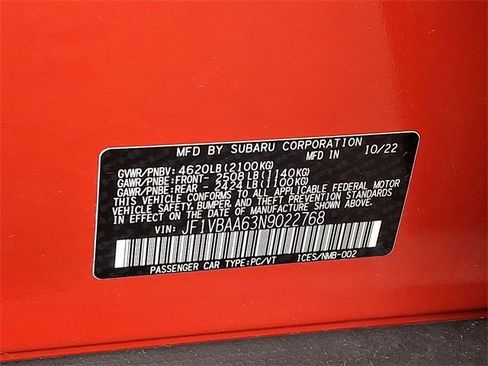 MFD BY SUBARU CORPORATION
MFD IN 10/22
GVWR/PNBV: 4620LB(2100KG)
GAWR/PNBE:FRONT- 2508LB(1140KG)
GAWR/PNBE:REAR - 2424LB(1100KG)
THIS VEHICLE CONFORMS TO ALL APPLICABLE FEDERAL MOTOR
VEHICLE SAFETY, BUMPER, AND THEFT PREVENTION STANDARDS
IN EFFECT ON THE DATE OF MANUFACTURE SHOWN ABOVE.
VIN: JF1VBAA63N9022768
PASSENGER CAR TYPE:PC/VT ICES/NMB-002